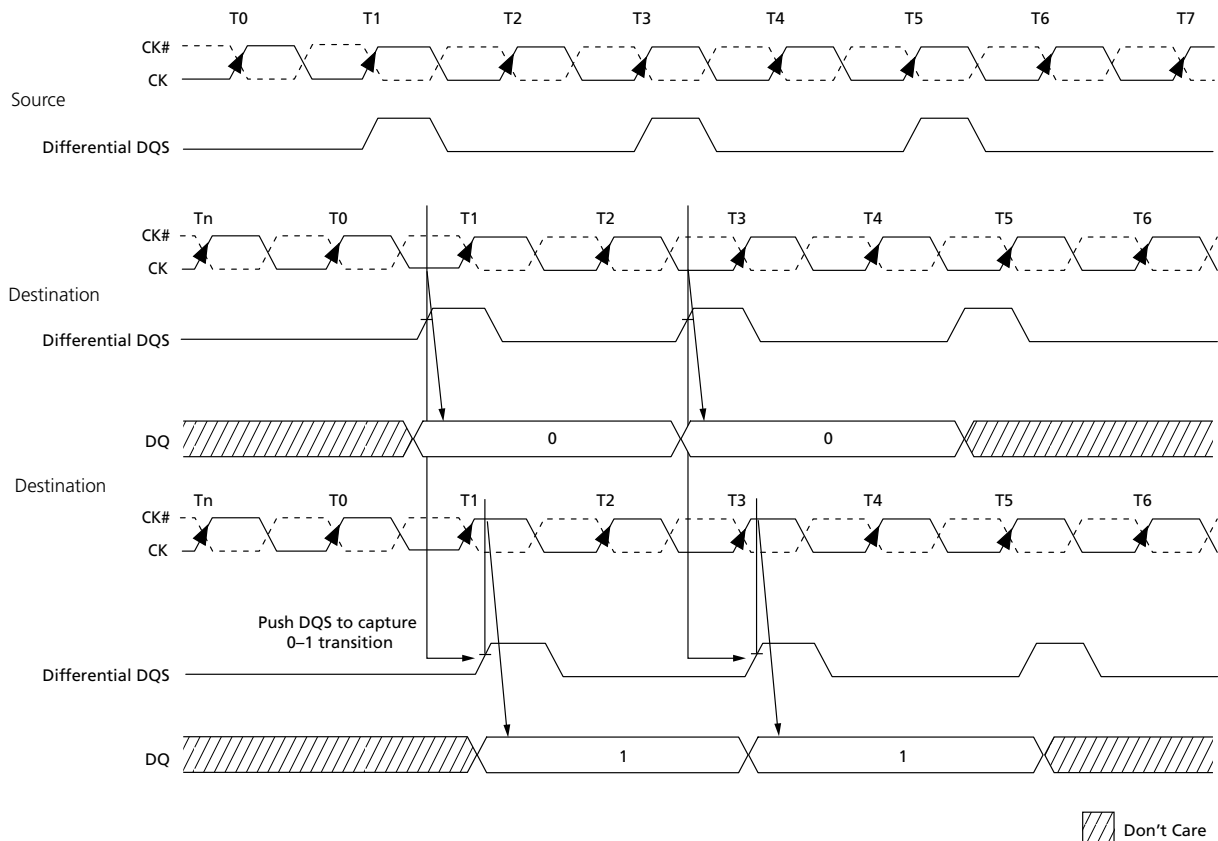 T0 T1 T2 T3 T4 T5 T6 T7
CK#
CK
Source
Differential DQS
Tn T0 T1 T2 T3 T4 T5 T6
CK#
CK
Destination
Differential DQS
DQ 0 0
Destination
Tn T0 T1 T2 T3 T4 T5 T6
CK#
CK
Push DQS to capture
0–1 transition
Differential DQS
DQ 1 1
Don't Care